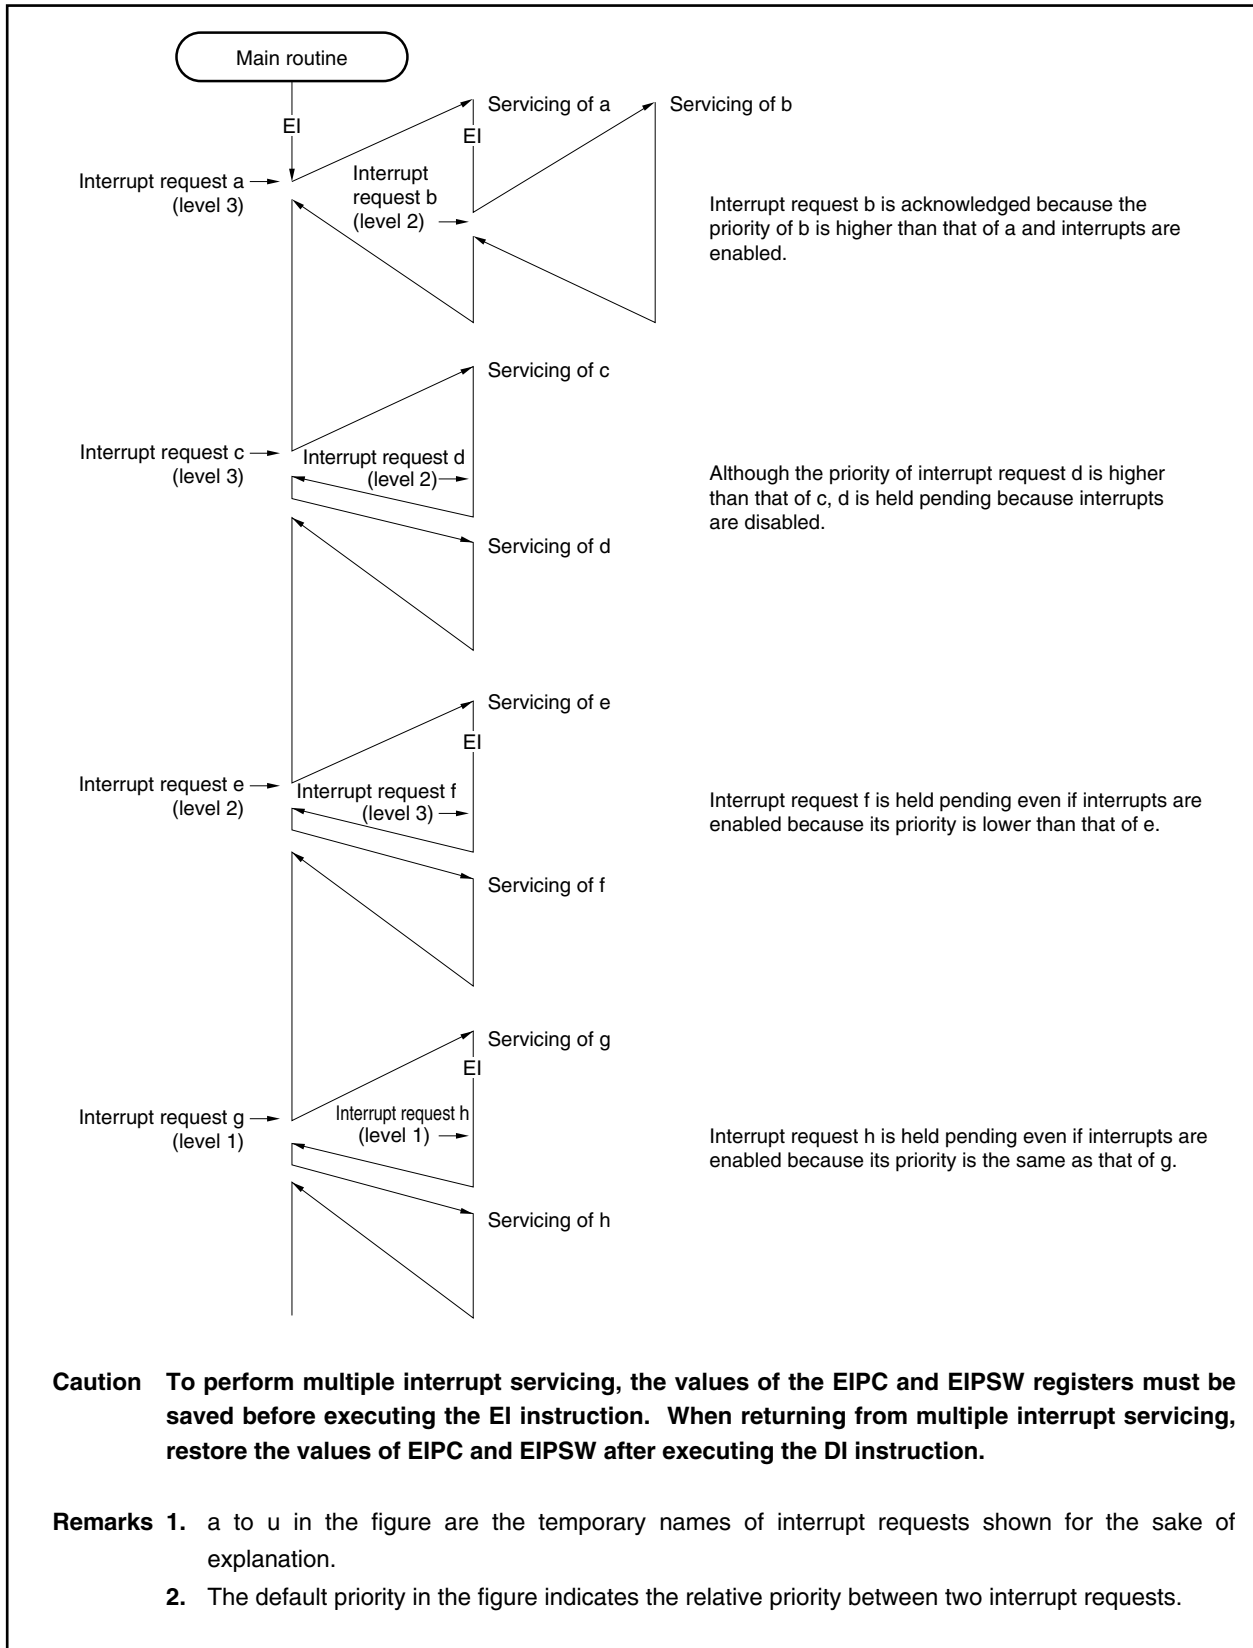 Main routine
EI
Servicing of a
EI
Servicing of b
Interrupt request a
(level 3)
Interrupt
request b
(level 2)
Interrupt request b is acknowledged because the
priority of b is higher than that of a and interrupts are
enabled.
Servicing of c
Interrupt request c
(level 3)
Interrupt request d
(level 2)
Although the priority of interrupt request d is higher
than that of c, d is held pending because interrupts
are disabled.
Servicing of d
Servicing of e
EI
Interrupt request e
(level 2)
Interrupt request f
(level 3)
Interrupt request f is held pending even if interrupts are
enabled because its priority is lower than that of e.
Servicing of f
Servicing of g
EI
Interrupt request g
(level 1)
Interrupt request h
(level 1)
Interrupt request h is held pending even if interrupts are
enabled because its priority is the same as that of g.
Servicing of h
Caution To perform multiple interrupt servicing, the values of the EIPC and EIPSW registers must be
saved before executing the EI instruction. When returning from multiple interrupt servicing,
restore the values of EIPC and EIPSW after executing the DI instruction.
Remarks 1. a to u in the figure are the temporary names of interrupt requests shown for the sake of
explanation.
2. The default priority in the figure indicates the relative priority between two interrupt requests.